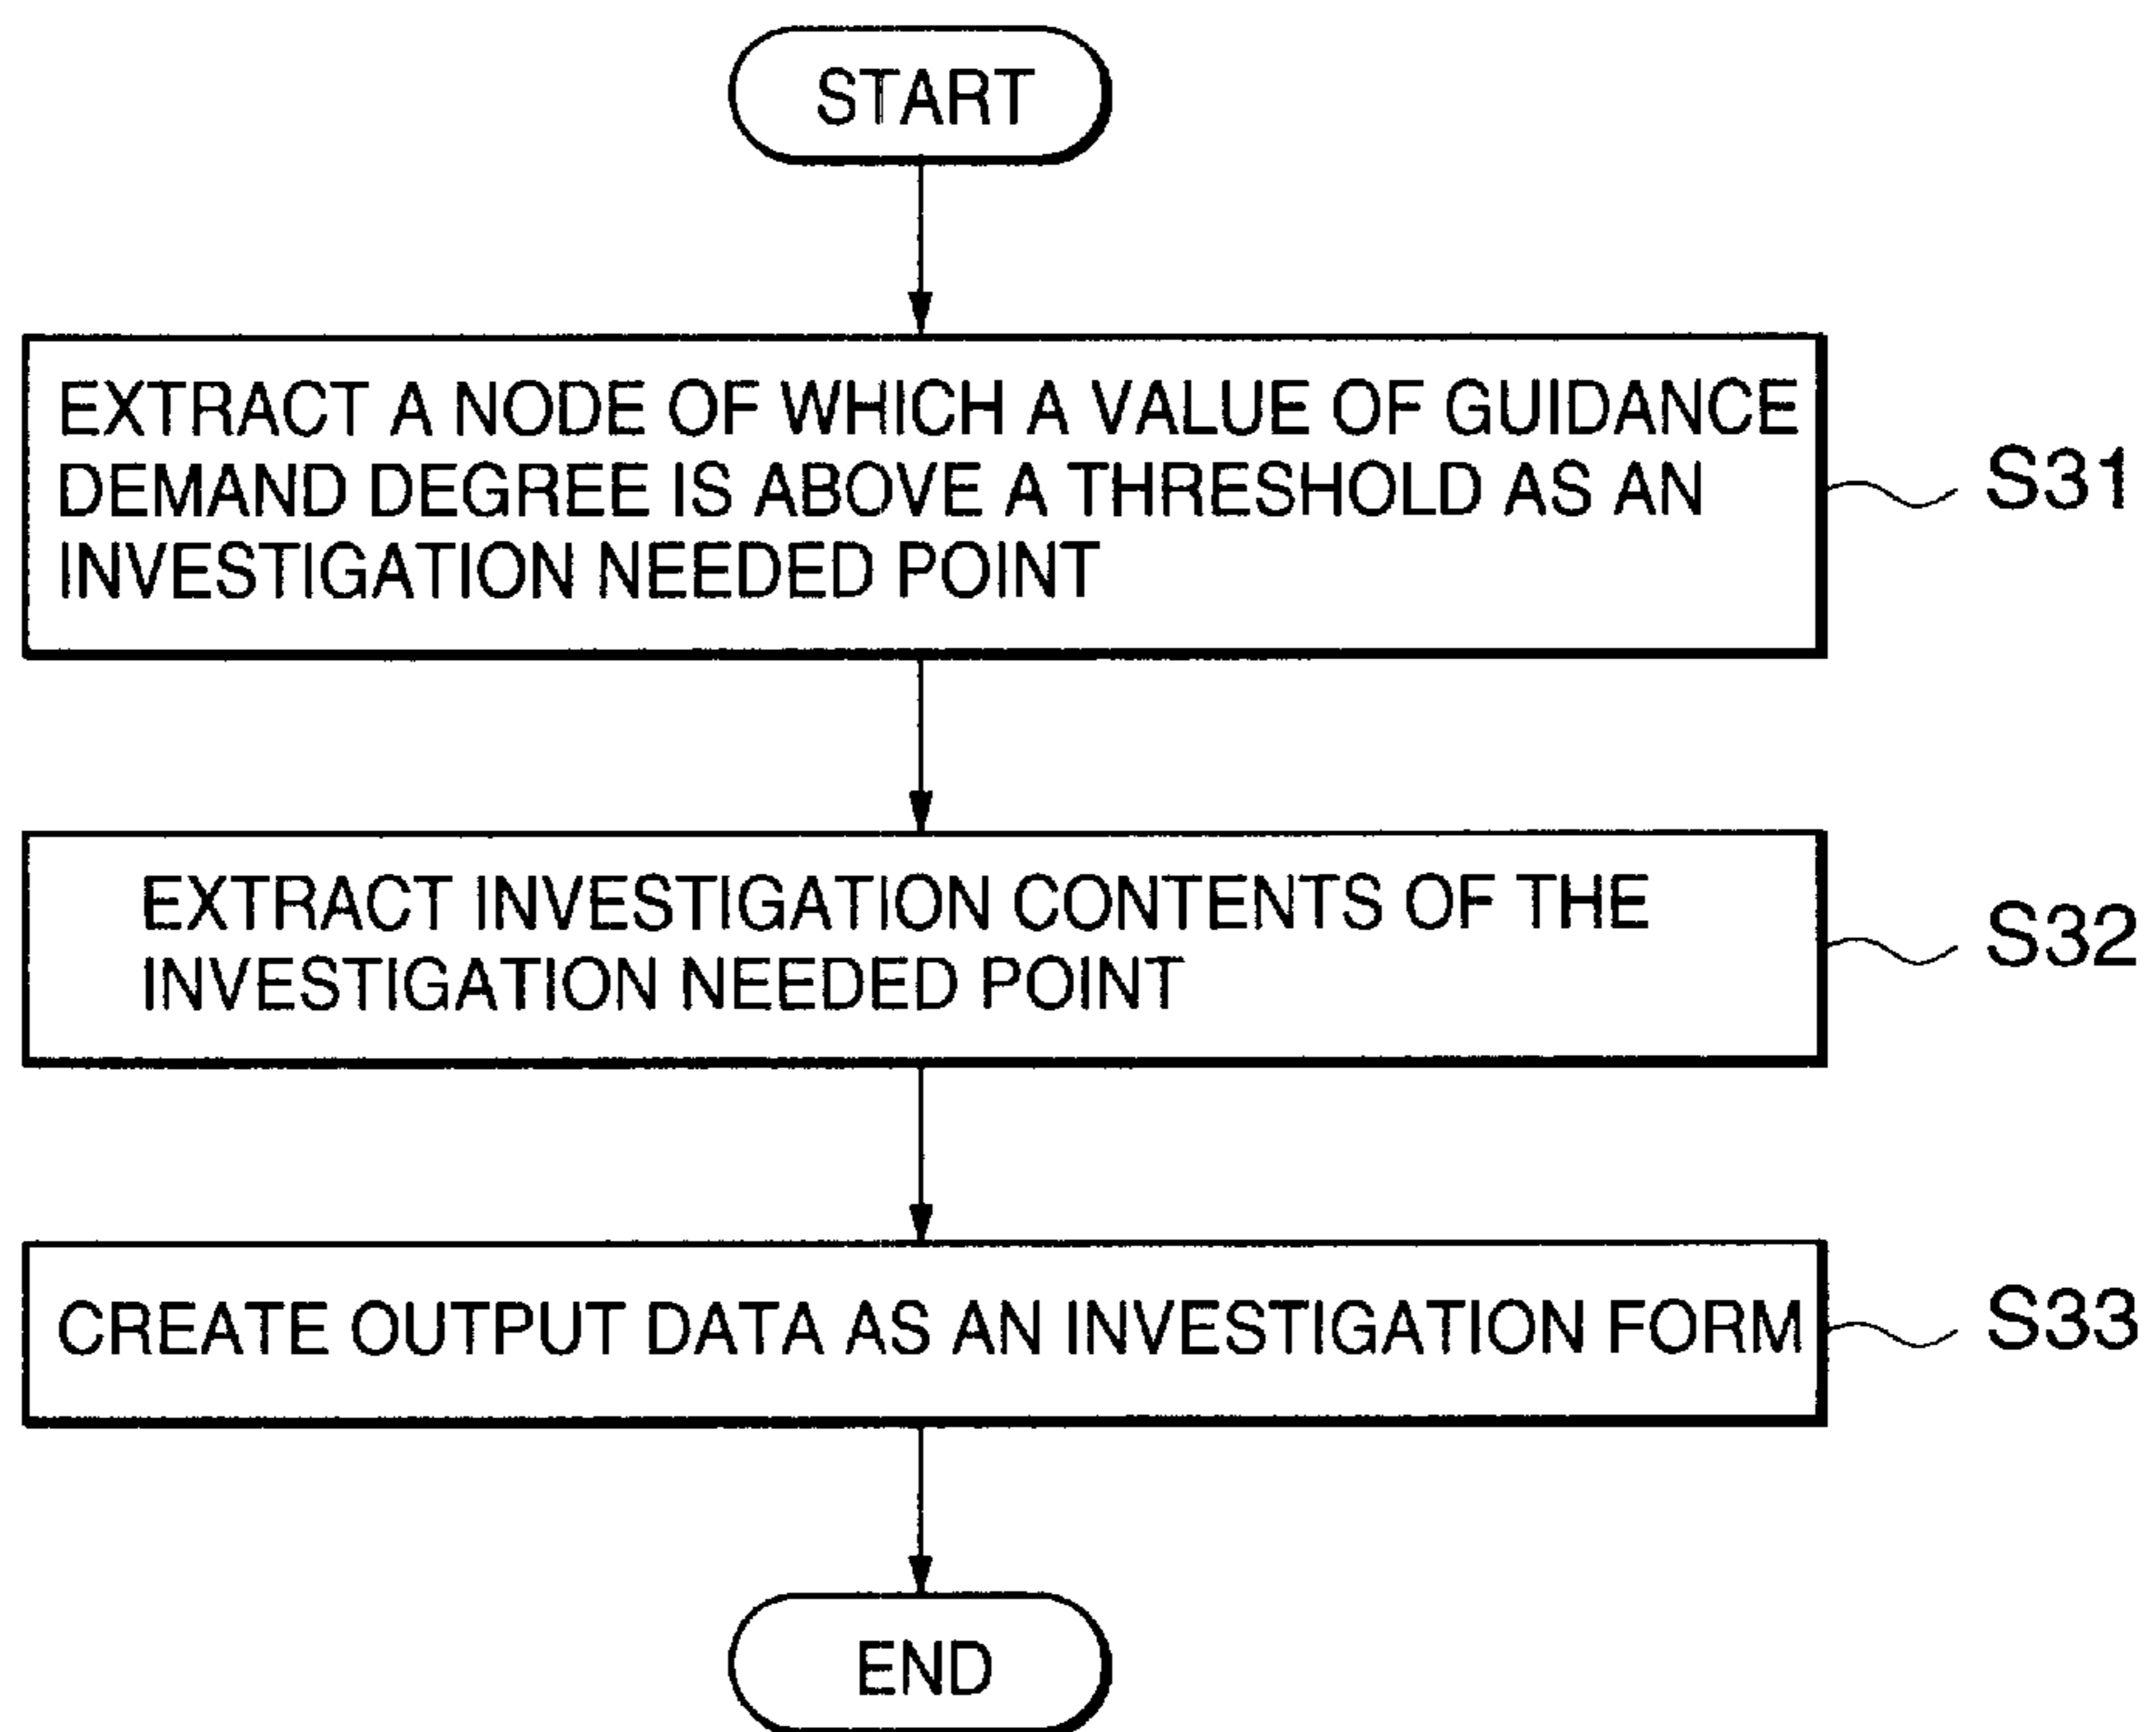 START
EXTRACT A NODE OF WHICH A VALUE OF GUIDANCE
DEMAND DEGREE IS ABOVE A THRESHOLD AS AN
INVESTIGATION NEEDED POINT
S31
EXTRACT INVESTIGATION CONTENTS OF THE
INVESTIGATION NEEDED POINT
S32
CREATE OUTPUT DATA AS AN INVESTIGATION FORM
S33
END